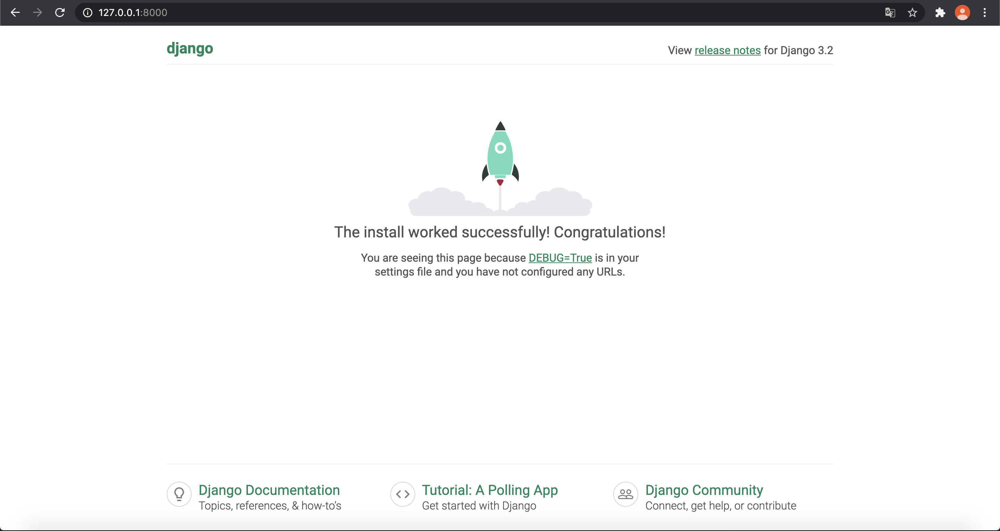 127.0.0.1:8000
django
View release notes for Django 3.2
The install worked successfully! Congratulations!
You are seeing this page because DEBUG=True is in your
settings file and you have not configured any URLs.
Django Documentation
Topics, references, & how-to’s
Tutorial: A Polling App
Get started with Django
Django Community
Connect, get help, or contribute